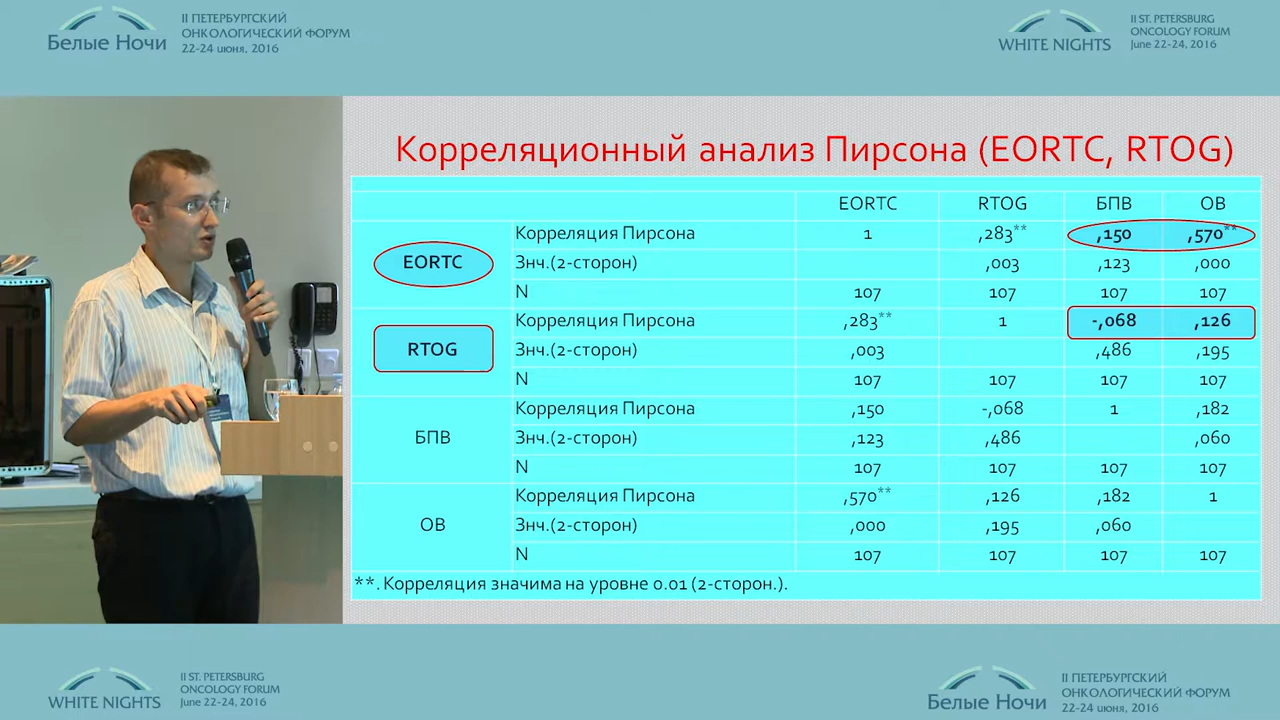 II ПЕТЕРБУРГСКИЙ
ОНКОЛОГИЧЕСКИЙ ФОРУМ
Белые Ночи
22-24 июня, 2016
II ST. PETERSBURG
ONCOLOGY FORUM
WHITE NIGHTS
June 22-24, 2016
Корреляционный анализ Пирсона (EORTC, RTOG)
EORTC RTOG БПВ ОВ
EORTC Корреляция Пирсона 1 ,283** ,150 ,570**
Знч.(2-сторон) ,003 ,123 ,000
N 107 107 107 107
RTOG Корреляция Пирсона ,283** 1 -,068 ,126
Знч.(2-сторон) ,003 ,486 ,195
N 107 107 107 107
БПВ Корреляция Пирсона ,150 -,068 1 ,182
Знч.(2-сторон) ,123 ,486 ,060
N 107 107 107 107
ОВ Корреляция Пирсона ,570** ,126 ,182 1
Знч.(2-сторон) ,000 ,195 ,060
N 107 107 107 107
**. Корреляция значима на уровне 0.01 (2-сторон.).
II ST. PETERSBURG
ONCOLOGY FORUM
WHITE NIGHTS
June 22-24, 2016
II ПЕТЕРБУРГСКИЙ
ОНКОЛОГИЧЕСКИЙ ФОРУМ
Белые Ночи
22-24 июня, 2016